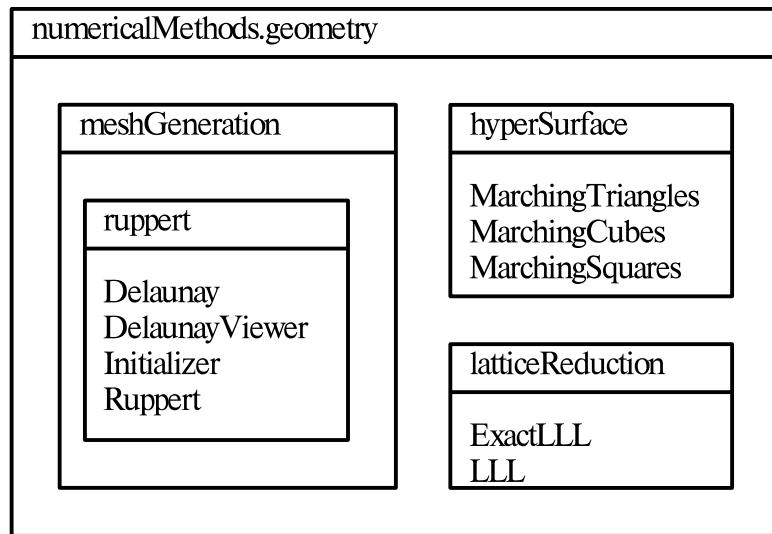 numericalMethods.geometry
meshGeneration
ruppert
Delaunay
DelaunayViewer
Initializer
Ruppert
hyperSurface
MarchingTriangles
MarchingCubes
MarchingSquares
latticeReduction
ExactLLL
LLL